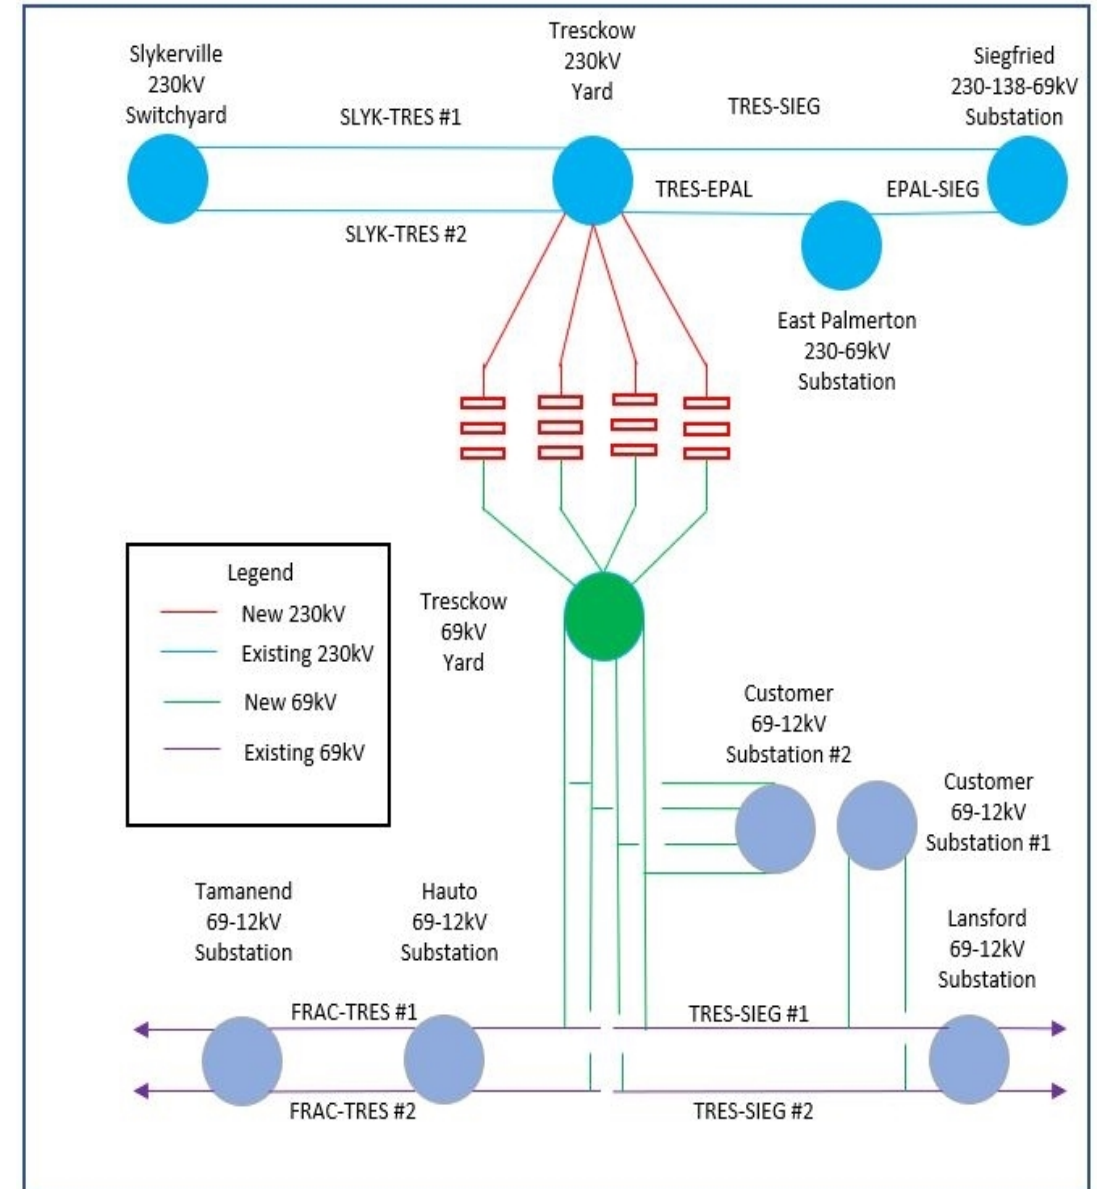 Slykerville
230kV
Switchyard
SLYK-TRES #1
SLYK-TRES #2
Tresckow
230kV
Yard
TRES-SIEG
TRES-EPAL
EPAL-SIEG
Siegfried
230-138-69kV
Substation
East Palmerton
230-69kV
Substation
Legend
New 230kV
Existing 230kV
New 69kV
Existing 69kV
Tresckow
69kV
Yard
Customer
69-12kV
Substation #2
Customer
69-12kV
Substation #1
Tamanend
69-12kV
Substation
Hauto
69-12kV
Substation
Lansford
69-12kV
Substation
FRAC-TRES #1
TRES-SIEG #1
FRAC-TRES #2
TRES-SIEG #2